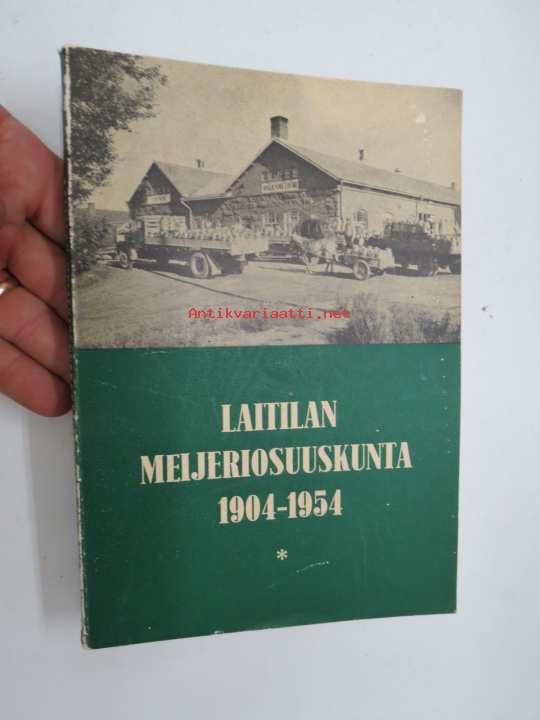 Antikvariaatti.net
LAITILAN
MEIJERIOSUUSKUNTA
1904-1954
*